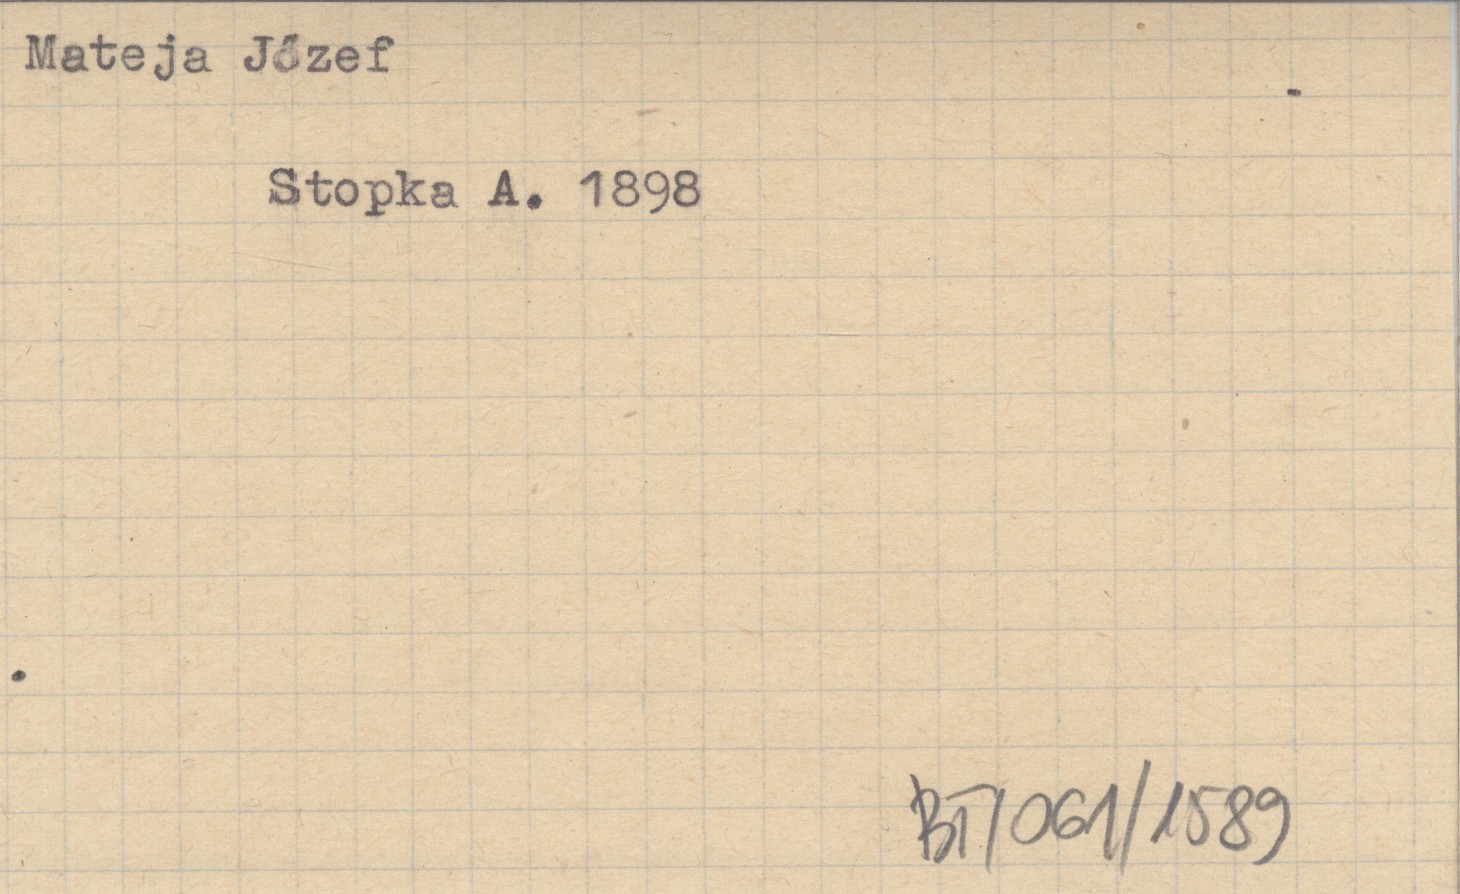 Mateja Józef
Stopka A. 1898
BT/061/1589